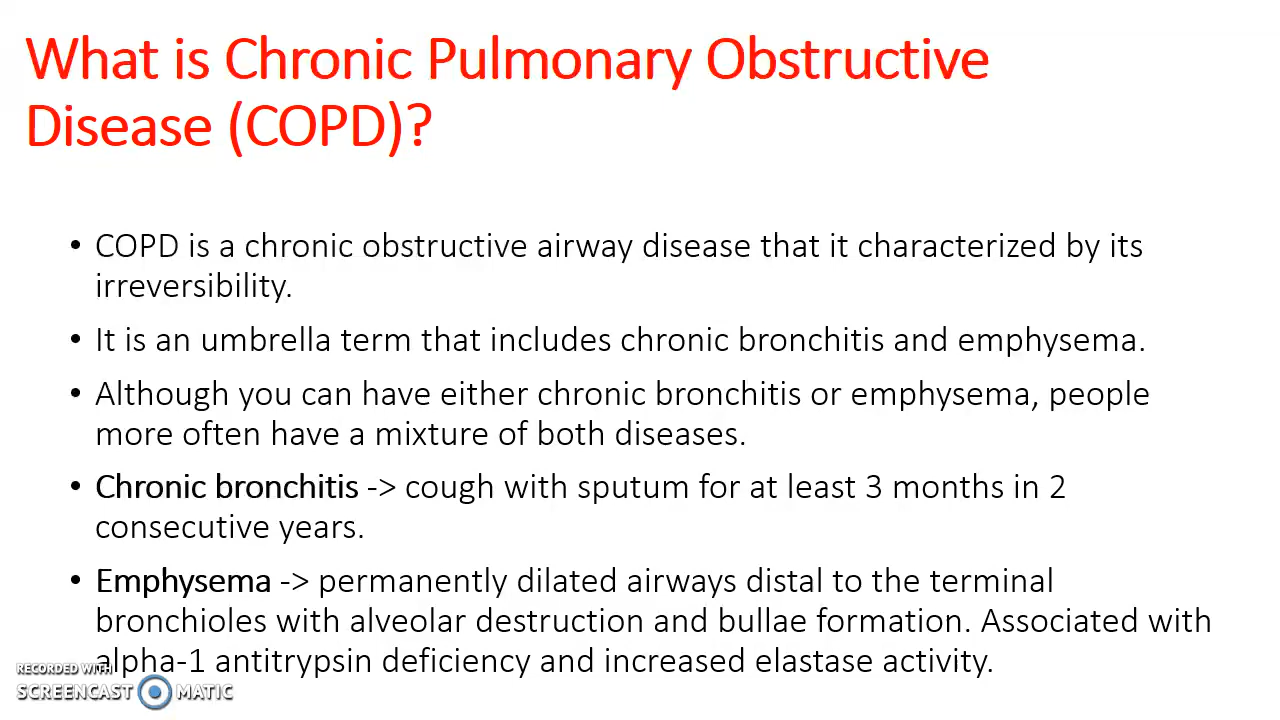 What is Chronic Pulmonary Obstructive
Disease (COPD)?
• COPD is a chronic obstructive airway disease that it characterized by its
irreversibility.
• It is an umbrella term that includes chronic bronchitis and emphysema.
• Although you can have either chronic bronchitis or emphysema, people
more often have a mixture of both diseases.
• Chronic bronchitis -> cough with sputum for at least 3 months in 2
consecutive years.
• Emphysema -> permanently dilated airways distal to the terminal
bronchioles with alveolar destruction and bullae formation. Associated with
alpha-1 antitrypsin deficiency and increased elastase activity.
RECORDED WITH
SCREENCAST MATIC